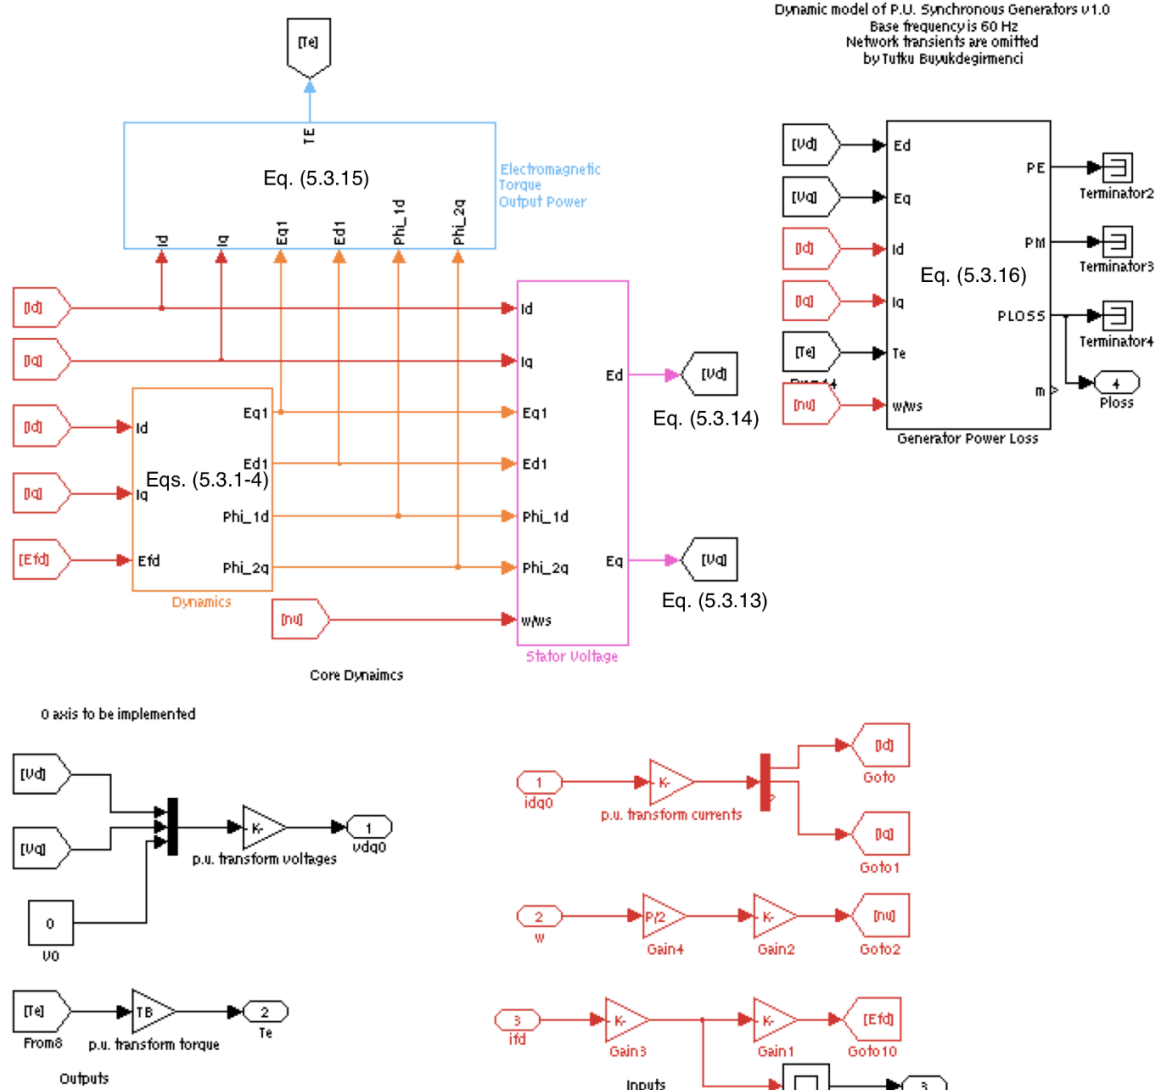 Dynamic model of P.U. Synchronous Generators v1.0
Base frequency is 60 Hz
Network transients are omitted
by Tutku Buyukdegirmenci
[Te]
TE
Eq. (5.3.15)
Electromagnetic
Torque
Output Power
Id
Iq
Eq1
Ed1
Phi_1d
Phi_2q
[Id]
[Iq]
[Id]
[Iq]
[Efd]
Id
Iq
Efd
Eqs. (5.3.1-4)
Eq1
Ed1
Phi_1d
Phi_2q
Dynamics
[nu]
Id
Iq
Eq1
Ed1
Phi_1d
Phi_2q
w/ws
Ed
Eq
Stator Voltage
[Vd]
Eq. (5.3.14)
[Vq]
Eq. (5.3.13)
Core Dynaimcs
[Vd]
[Vq]
[Id]
[Iq]
[Te]
[nu]
Ed
Eq
Id
Iq
Te
w/ws
Eq. (5.3.16)
PE
PM
PLOSS
m
Generator Power Loss
Terminator2
Terminator3
Terminator4
4
Ploss
0 axis to be implemented
[Vd]
[Vq]
0
V0
K-
p.u. transform voltages
1
vdq0
[Te]
From8
TB
p.u. transform torque
2
Te
Outputs
1
idq0
K-
p.u. transform currents
[Id]
Goto
[Iq]
Goto1
2
w
P/2
Gain4
K-
Gain2
[nu]
Goto2
3
ifd
K-
Gain3
K-
Gain1
[Efd]
Goto10
Inputs
3